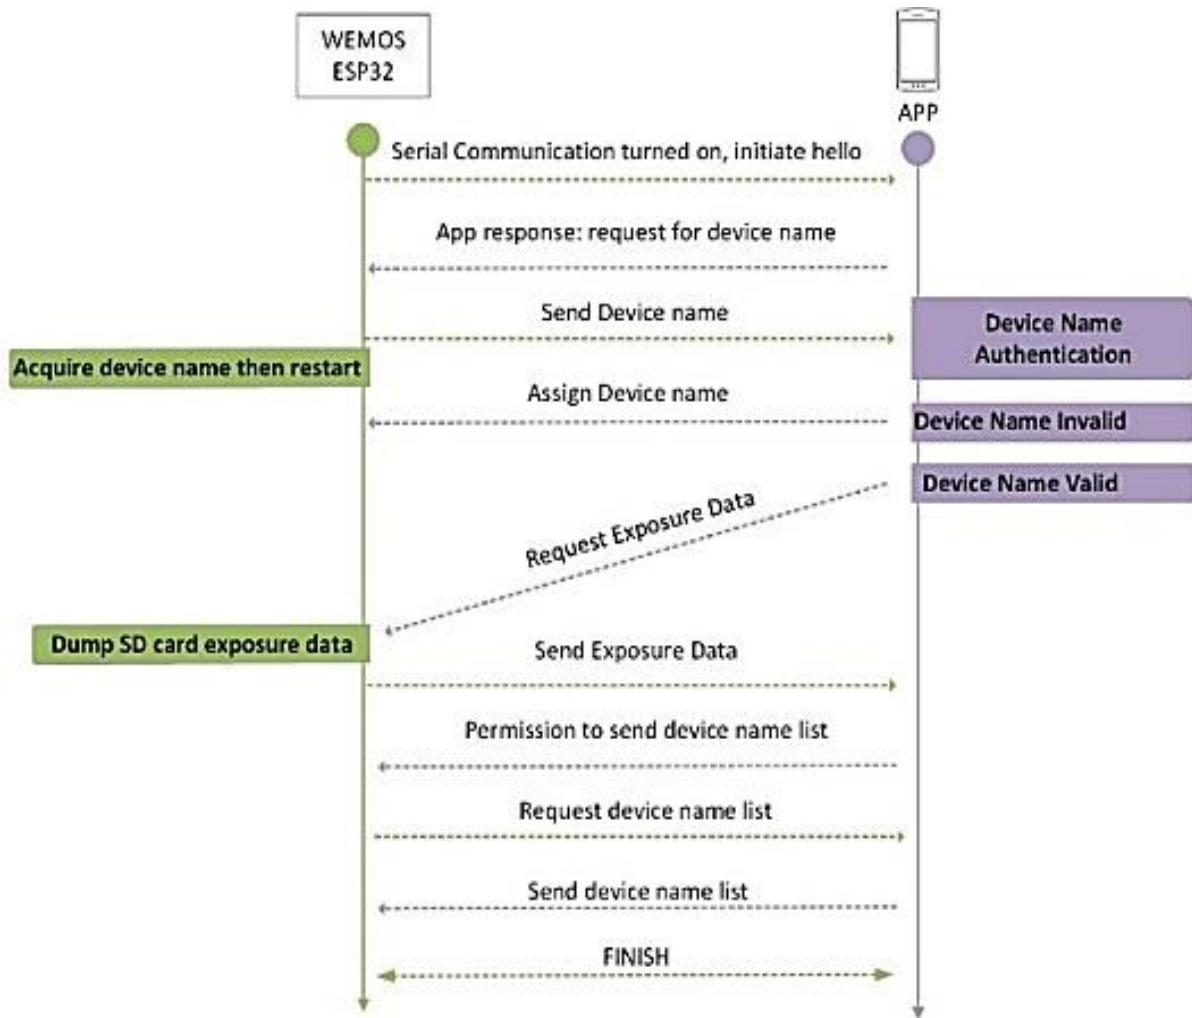 WEMOS
ESP32
APP
Serial Communication turned on, initiate hello
App response: request for device name
Send Device name
Device Name
Authentication
Acquire device name then restart
Assign Device name
Device Name Invalid
Device Name Valid
Request Exposure Data
Dump SD card exposure data
Send Exposure Data
Permission to send device name list
Request device name list
Send device name list
FINISH